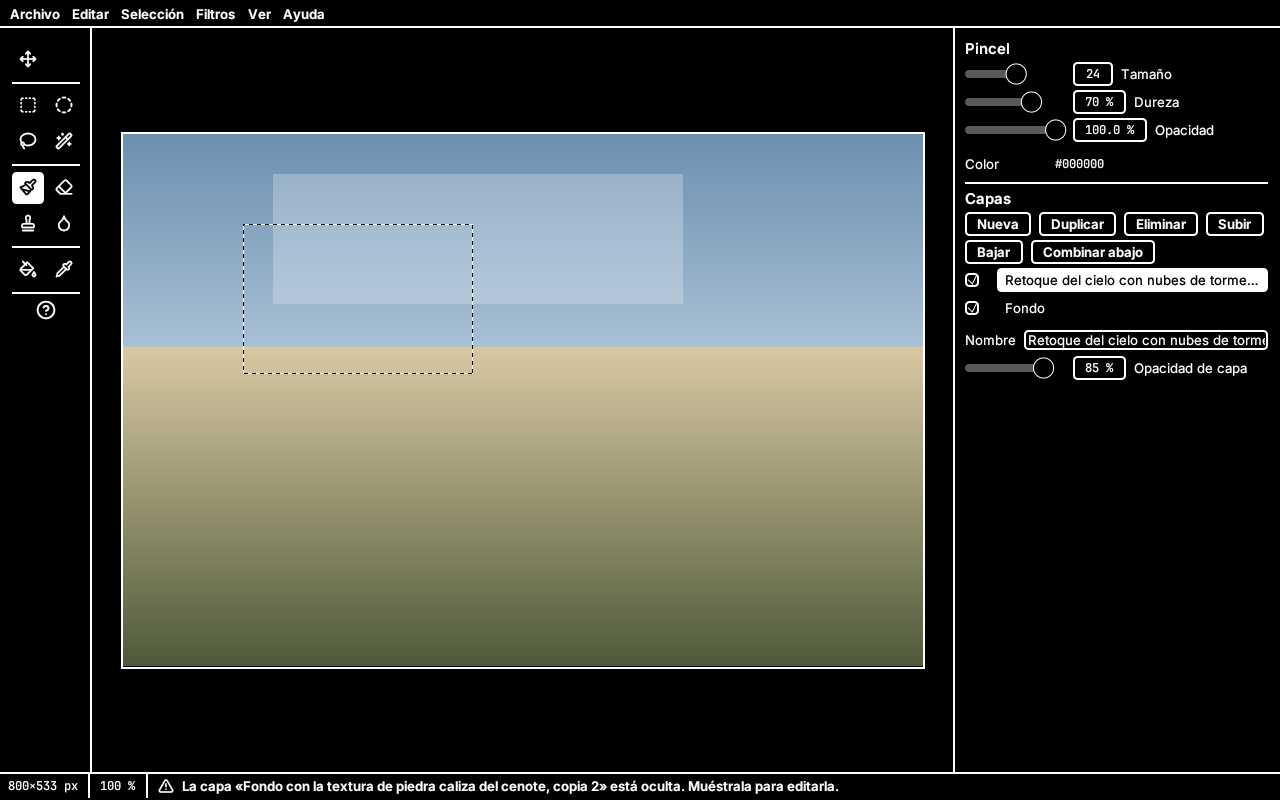 Archivo Editar Selección Filtros Ver Ayuda
Pincel
24 Tamaño
70 % Dureza
100.0 % Opacidad
Color #000000
Capas
Nueva Duplicar Eliminar Subir
Bajar Combinar abajo
Retoque del cielo con nubes de torme...
Fondo
Nombre Retoque del cielo con nubes de torme
85 % Opacidad de capa
800×533 px 100 % La capa «Fondo con la textura de piedra caliza del cenote, copia 2» está oculta. Muéstrala para editarla.